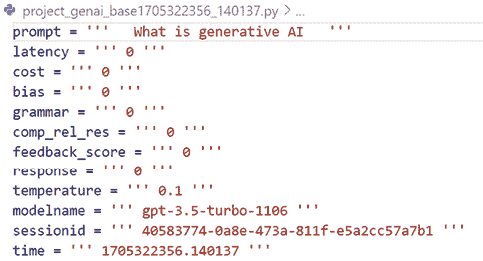 project_genai_base1705322356_140137.py > ...
prompt = '''   What is generative AI   '''
latency = ''' 0 '''
cost = ''' 0 '''
bias = ''' 0 '''
grammar = ''' 0 '''
comp_rel_res = ''' 0 '''
feedback_score = ''' 0 '''
response = ''' 0 '''
temperature = ''' 0.1 '''
modelname = ''' gpt-3.5-turbo-1106 '''
sessionid = ''' 40583774-0a8e-473a-811f-e5a2cc57a7b1 '''
time = ''' 1705322356.140137 '''